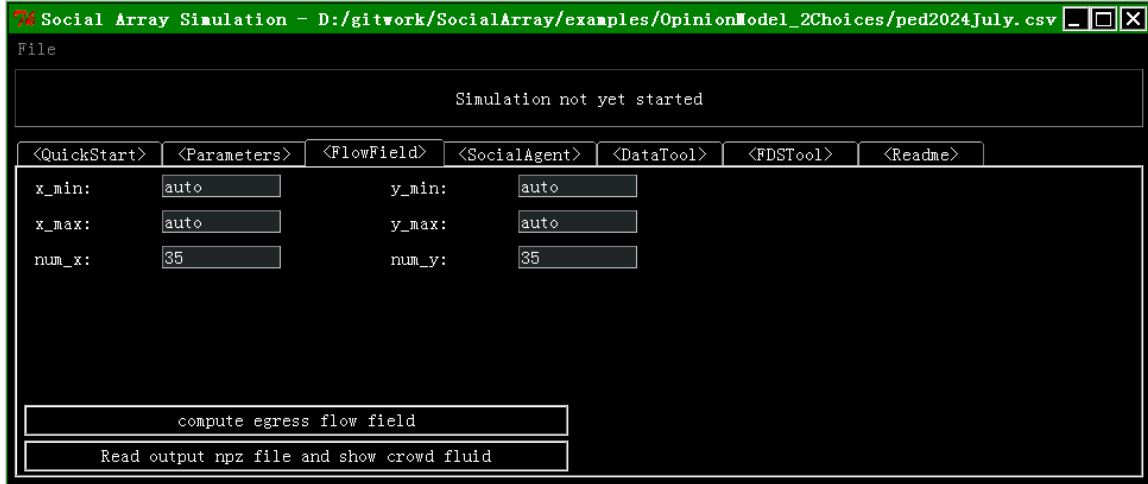 Social Array Simulation - D:/gitwork/SocialArray/examples/OpinionModel_2Choices/ped2024July.csv
File
Simulation not yet started
<QuickStart> <Parameters> <FlowField> <SocialAgent> <DataTool> <FDSTool> <Readme>
x_min: auto y_min: auto
x_max: auto y_max: auto
num_x: 35 num_y: 35
compute egress flow field
Read output npz file and show crowd fluid